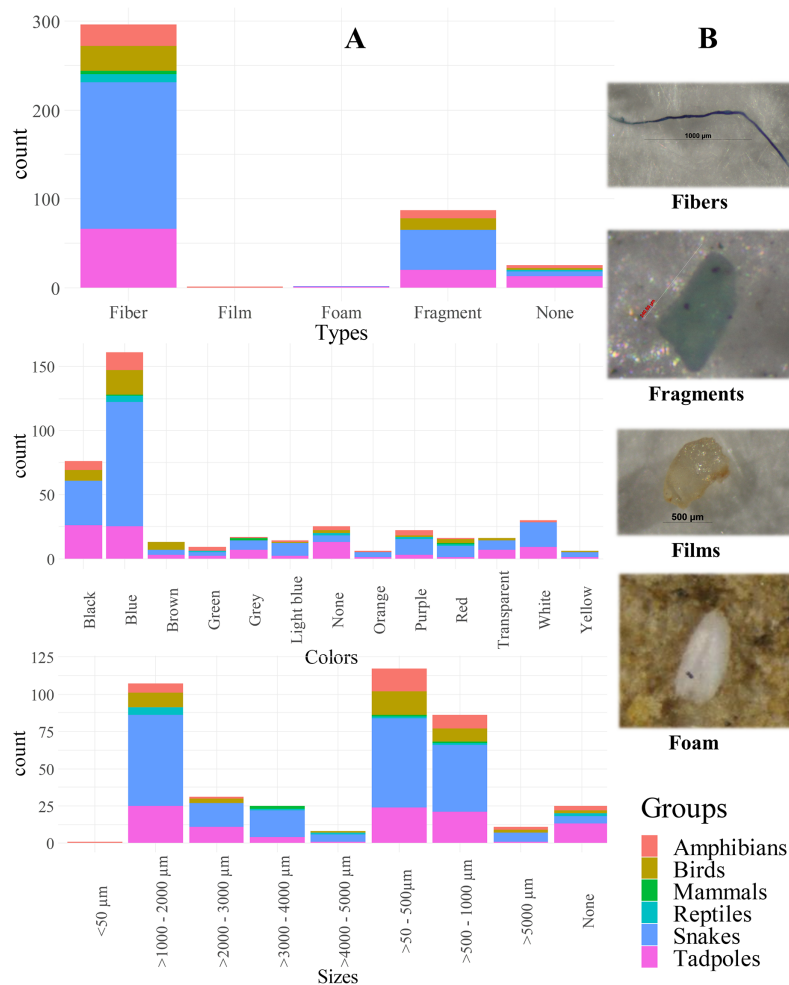 A
B
300
200
100
0
count
Fiber
Film
Foam
Fragment
None
Types
150
100
50
0
count
Black
Blue
Brown
Green
Grey
Light blue
None
Orange
Purple
Red
Transparent
White
Yellow
Colors
125
100
75
50
25
0
count
<50 µm
>1000 - 2000 µm
>2000 - 3000 µm
>3000 - 4000 µm
>4000 - 5000 µm
>50 - 500µm
>500 - 1000 µm
>5000 µm
None
Sizes
1000 µm
Fibers
Fragments
500 µm
Films
Foam
Groups
Amphibians
Birds
Mammals
Reptiles
Snakes
Tadpoles